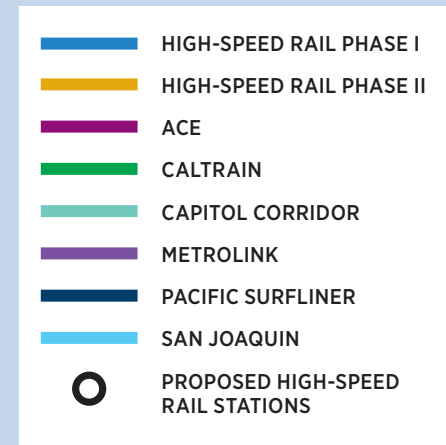 HIGH-SPEED RAIL PHASE I
HIGH-SPEED RAIL PHASE II
ACE
CALTRAIN
CAPITOL CORRIDOR
METROLINK
PACIFIC SURFLINER
SAN JOAQUIN
PROPOSED HIGH-SPEED
RAIL STATIONS